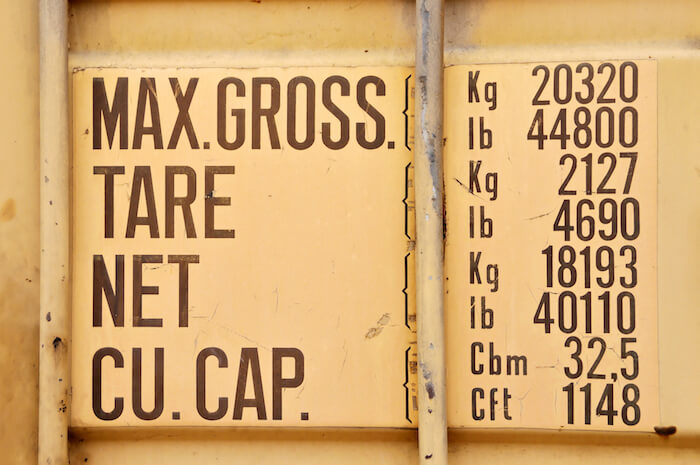 MAX.GROSS. Kg 20320
lb 44800
TARE Kg 2127
lb 4690
NET Kg 18193
lb 40110
CU. CAP. Cbm 32,5
Cft 1148